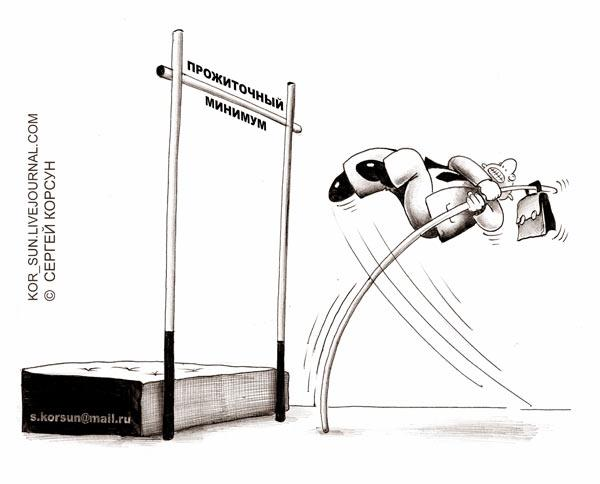 ПРОЖИТОЧНЫЙ
МИНИМУМ
KOR_SUN.LIVEJOURNAL.COM
© СЕРГЕЙ КОРСУН
s.korsun@mail.ru